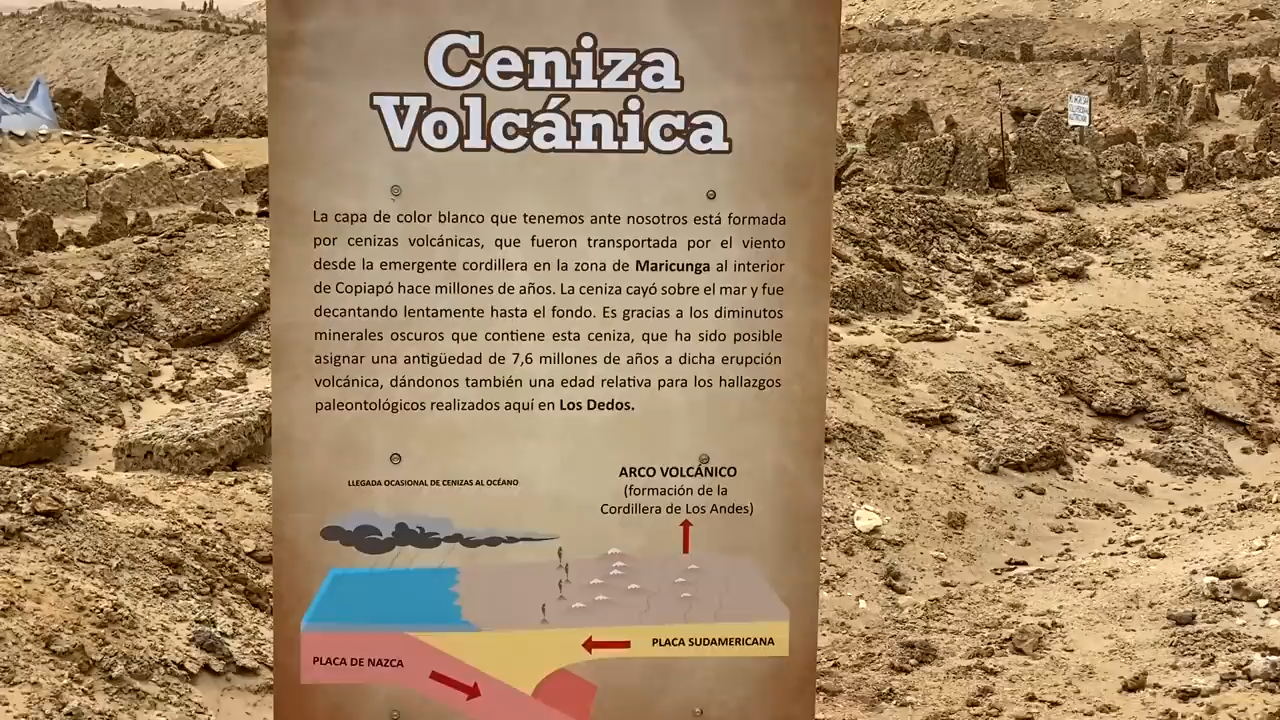 Ceniza
Volcánica
La capa de color blanco que tenemos ante nosotros está formada
por cenizas volcánicas, que fueron transportada por el viento
desde la emergente cordillera en la zona de Maricunga al interior
de Copiapó hace millones de años. La ceniza cayó sobre el mar y fue
decantando lentamente hasta el fondo. Es gracias a los diminutos
minerales oscuros que contiene esta ceniza, que ha sido posible
asignar una antigüedad de 7,6 millones de años a dicha erupción
volcánica, dándonos también una edad relativa para los hallazgos
paleontológicos realizados aquí en Los Dedos.
LLEGADA OCASIONAL DE CENIZAS AL OCÉANO
ARCO VOLCÁNICO
(formación de la
Cordillera de Los Andes)
PLACA SUDAMERICANA
PLACA DE NAZCA